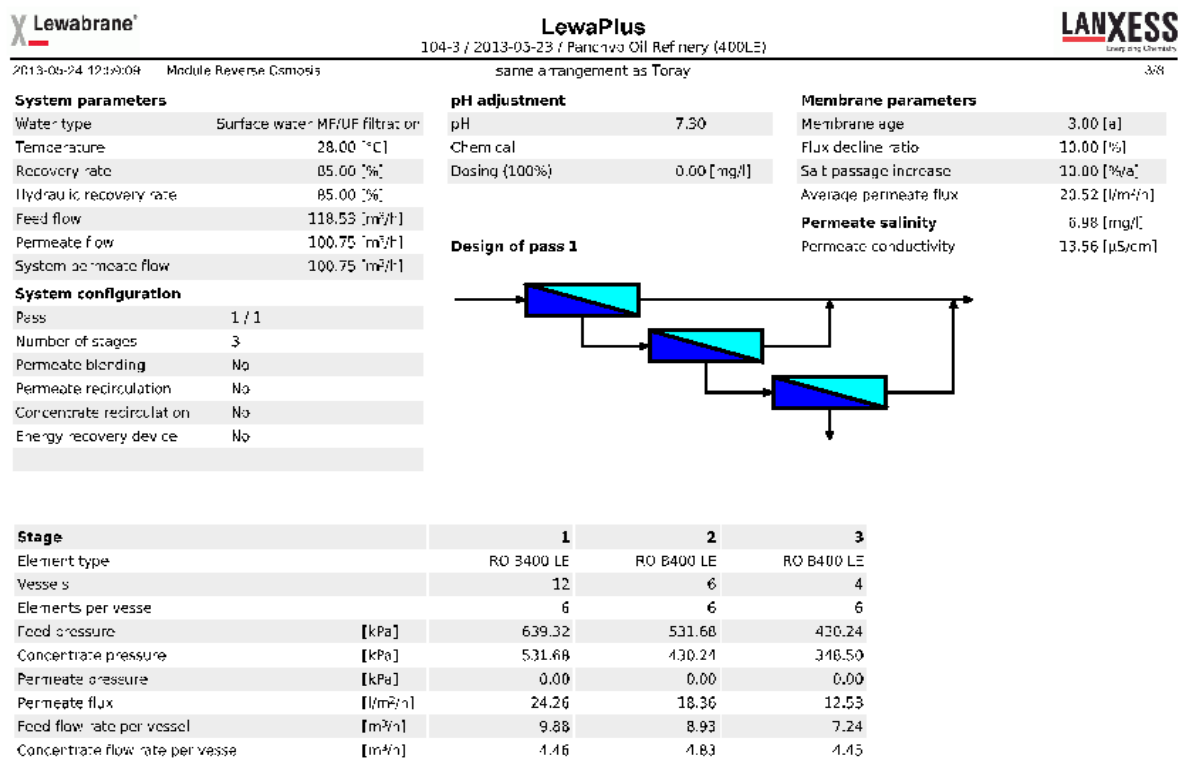 Lewabrane®
LewaPlus
LANXESS
Energizing Chemistry
104-3 / 2013-05-23 / Pancevo Oil Refinery (400LE)
2013-05-24 12:59:09 Module Reverse Osmosis same arrangement as Toray 3/8
System parameters
Water type Surface water MF/UF filtration
Temperature 28.00 [°C]
Recovery rate 85.00 [%]
Hydraulic recovery rate 85.00 [%]
Feed flow 118.53 [m³/h]
Permeate flow 100.75 [m³/h]
System permeate flow 100.75 [m³/h]
System configuration
Pass 1 / 1
Number of stages 3
Permeate blending No
Permeate recirculation No
Concentrate recirculation No
Energy recovery device No
pH adjustment
pH 7.30
Chemical
Dosing (100%) 0.00 [mg/l]
Design of pass 1
Membrane parameters
Membrane age 3.00 [a]
Flux decline ratio 10.00 [%]
Salt passage increase 10.00 [%/a]
Average permeate flux 20.52 [l/m²/h]
Permeate salinity 6.98 [mg/l]
Permeate conductivity 13.56 [µS/cm]
Stage 1 2 3
Element type RO B400 LE RO B400 LE RO B400 LE
Vessels 12 6 4
Elements per vessel 6 6 6
Feed pressure [kPa] 639.32 531.68 430.24
Concentrate pressure [kPa] 531.68 430.24 348.50
Permeate pressure [kPa] 0.00 0.00 0.00
Permeate flux [l/m²/h] 24.26 18.36 12.53
Feed flow rate per vessel [m³/h] 9.88 8.93 7.24
Concentrate flow rate per vessel [m³/h] 4.46 4.83 4.45